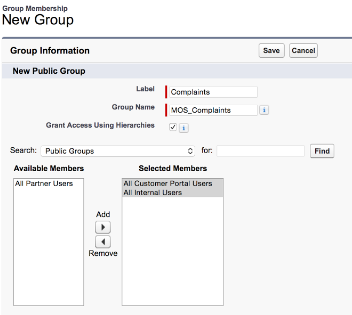 Group Membership
New Group
Group Information
Save
Cancel
New Public Group
Label
Complaints
Group Name
MOS_Complaints
i
Grant Access Using Hierarchies
i
Search:
Public Groups
for:
Find
Available Members
Selected Members
All Partner Users
All Customer Portal Users
All Internal Users
Add
Remove